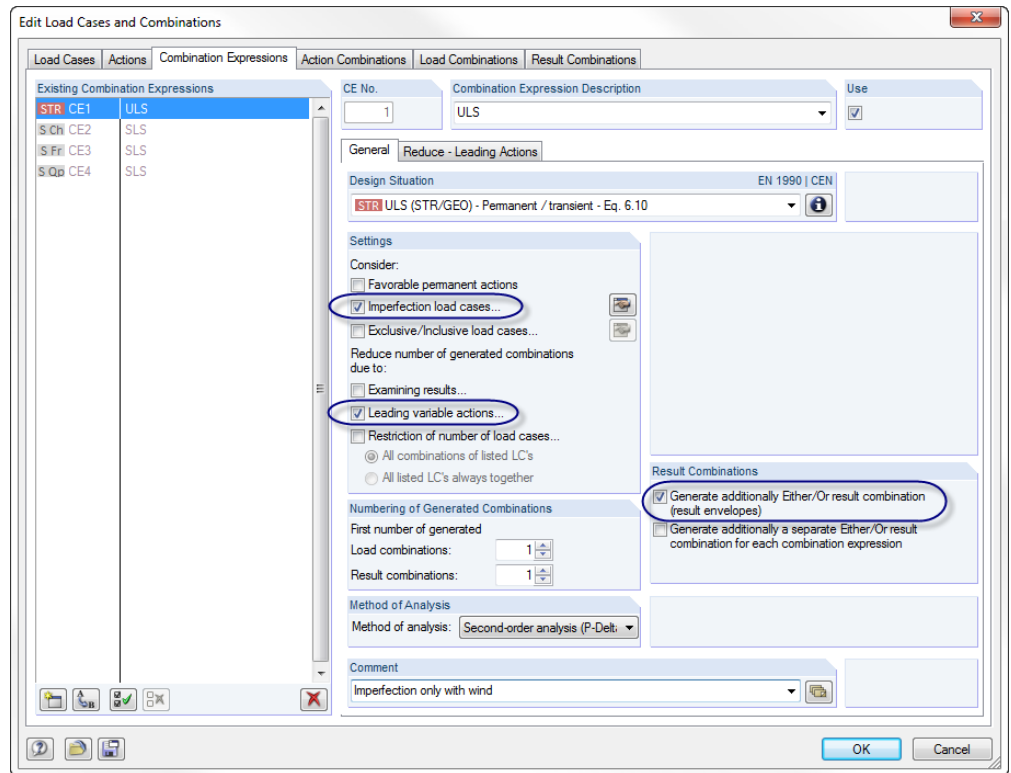 Edit Load Cases and Combinations
Load Cases Actions Combination Expressions Action Combinations Load Combinations Result Combinations
Existing Combination Expressions
STR CE1 ULS
S Ch CE2 SLS
S Fr CE3 SLS
S Qp CE4 SLS
CE No.
1
Combination Expression Description
ULS
Use
General Reduce - Leading Actions
Design Situation EN 1990 | CEN
STR ULS (STR/GEO) - Permanent / transient - Eq. 6.10
Settings
Consider:
Favorable permanent actions
Imperfection load cases...
Exclusive/Inclusive load cases...
Reduce number of generated combinations
due to:
Examining results...
Leading variable actions...
Restriction of number of load cases...
All combinations of listed LC's
All listed LC's always together
Numbering of Generated Combinations
First number of generated
Load combinations: 1
Result combinations: 1
Result Combinations
Generate additionally Either/Or result combination
(result envelopes)
Generate additionally a separate Either/Or result
combination for each combination expression
Method of Analysis
Method of analysis: Second-order analysis (P-Delt
Comment
Imperfection only with wind
OK Cancel